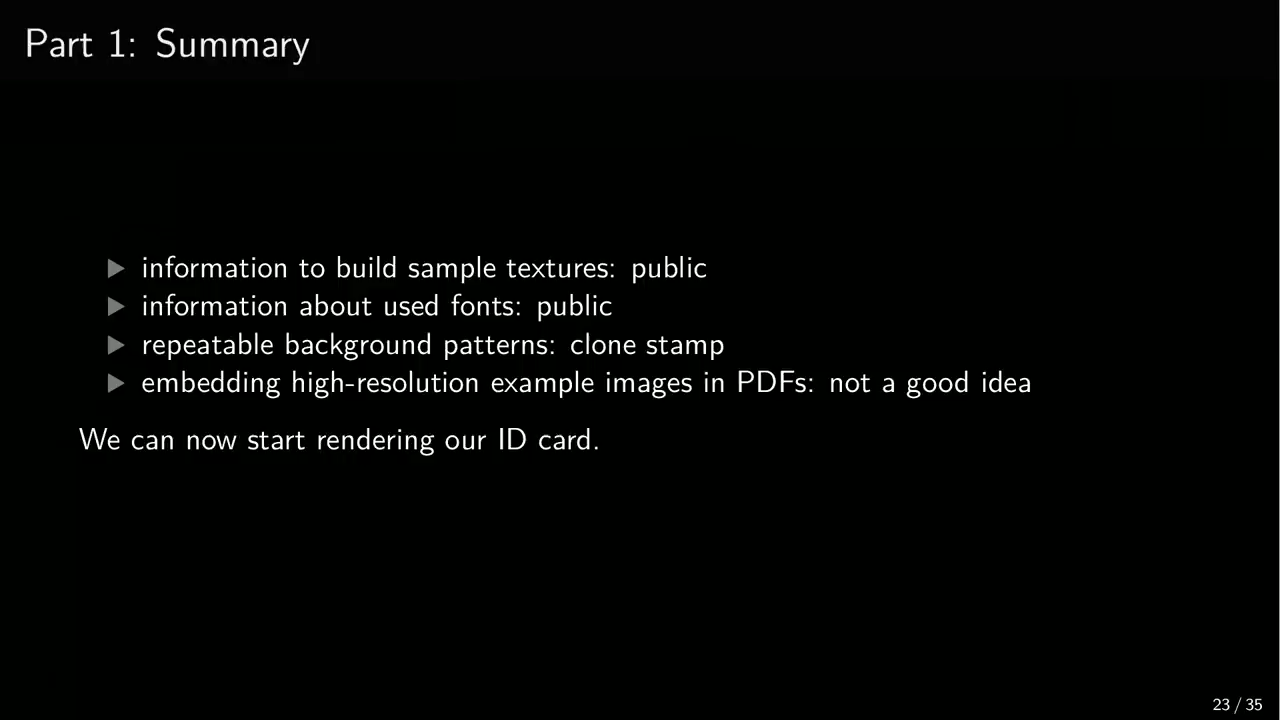 Part 1: Summary
▶ information to build sample textures: public
▶ information about used fonts: public
▶ repeatable background patterns: clone stamp
▶ embedding high-resolution example images in PDFs: not a good idea
We can now start rendering our ID card.
23 / 35